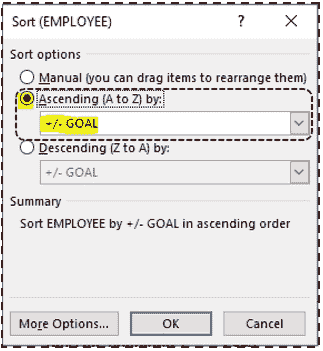 Sort (EMPLOYEE) ? ×
Sort options
Manual (you can drag items to rearrange them)
Ascending (A to Z) by:
+/- GOAL
Descending (Z to A) by:
+/- GOAL
Summary
Sort EMPLOYEE by +/- GOAL in ascending order
More Options... OK Cancel